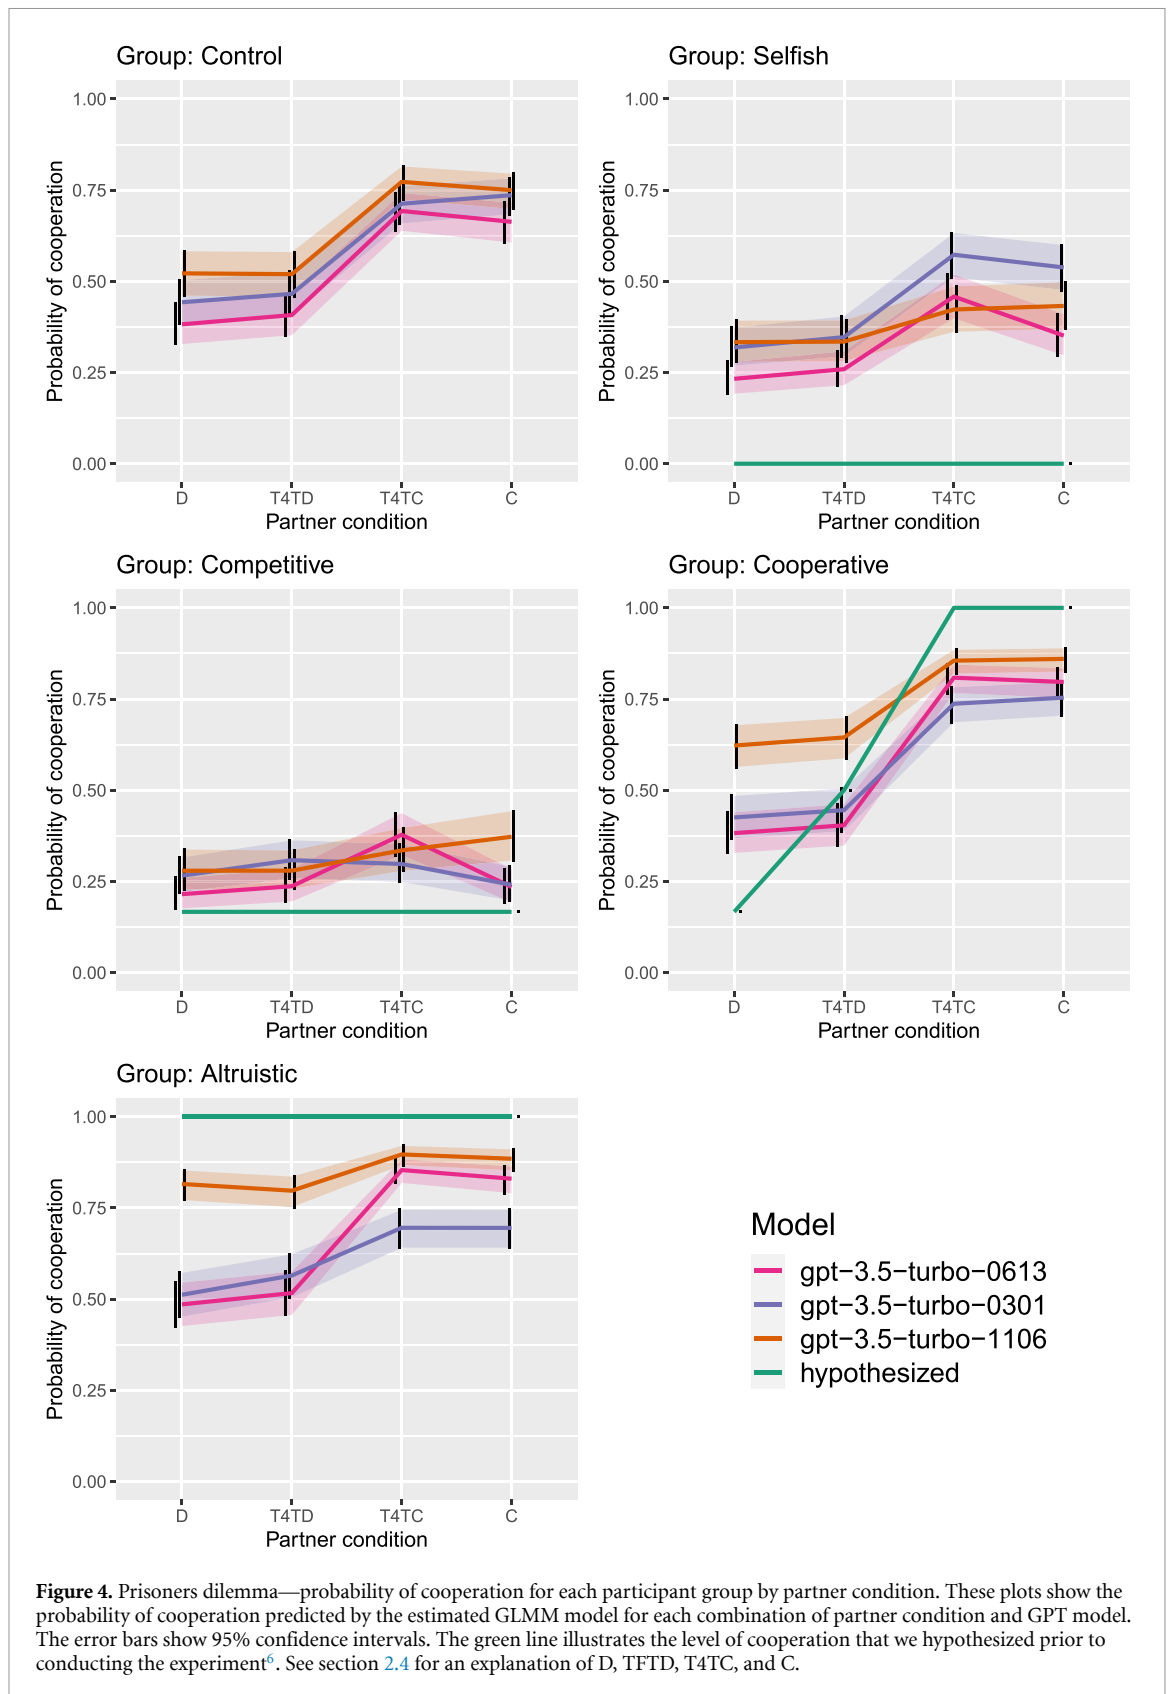 Group: Control
1.00
0.75
0.50
0.25
0.00
Probability of cooperation
D T4TD T4TC C
Partner condition
Group: Selfish
1.00
0.75
0.50
0.25
0.00
Probability of cooperation
D T4TD T4TC C
Partner condition
Group: Competitive
1.00
0.75
0.50
0.25
0.00
Probability of cooperation
D T4TD T4TC C
Partner condition
Group: Cooperative
1.00
0.75
0.50
0.25
0.00
Probability of cooperation
D T4TD T4TC C
Partner condition
Group: Altruistic
1.00
0.75
0.50
0.25
0.00
Probability of cooperation
D T4TD T4TC C
Partner condition
Model
gpt−3.5−turbo−0613
gpt−3.5−turbo−0301
gpt−3.5−turbo−1106
hypothesized
Figure 4. Prisoners dilemma—probability of cooperation for each participant group by partner condition. These plots show the
probability of cooperation predicted by the estimated GLMM model for each combination of partner condition and GPT model.
The error bars show 95% confidence intervals. The green line illustrates the level of cooperation that we hypothesized prior to
conducting the experiment⁶. See section 2.4 for an explanation of D, TFTD, T4TC, and C.